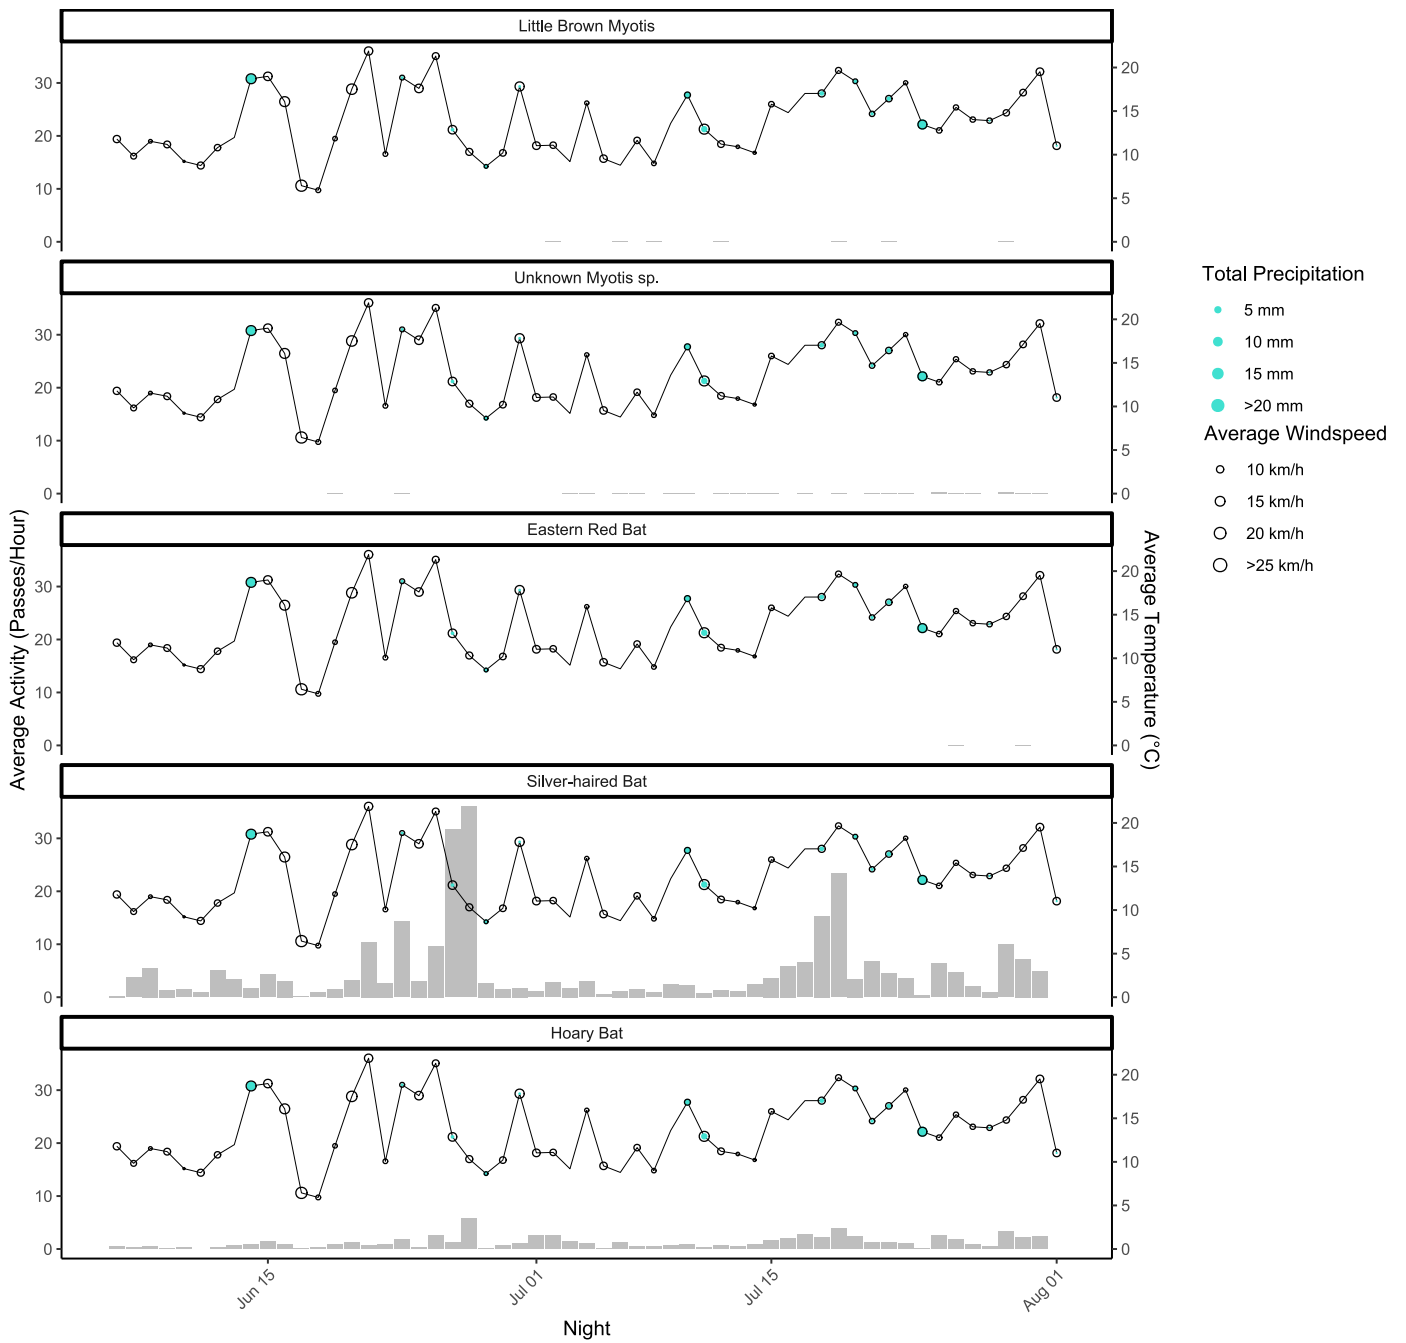 Little Brown Myotis
30
20
10
0
20
15
10
5
0
Unknown Myotis sp.
30
20
10
0
20
15
10
5
0
Eastern Red Bat
30
20
10
0
20
15
10
5
0
Silver-haired Bat
30
20
10
0
20
15
10
5
0
Hoary Bat
30
20
10
0
20
15
10
5
0
Jun 15
Jul 01
Jul 15
Aug 01
Night
Average Activity (Passes/Hour)
Average Temperature (°C)
Total Precipitation
5 mm
10 mm
15 mm
>20 mm
Average Windspeed
10 km/h
15 km/h
20 km/h
>25 km/h